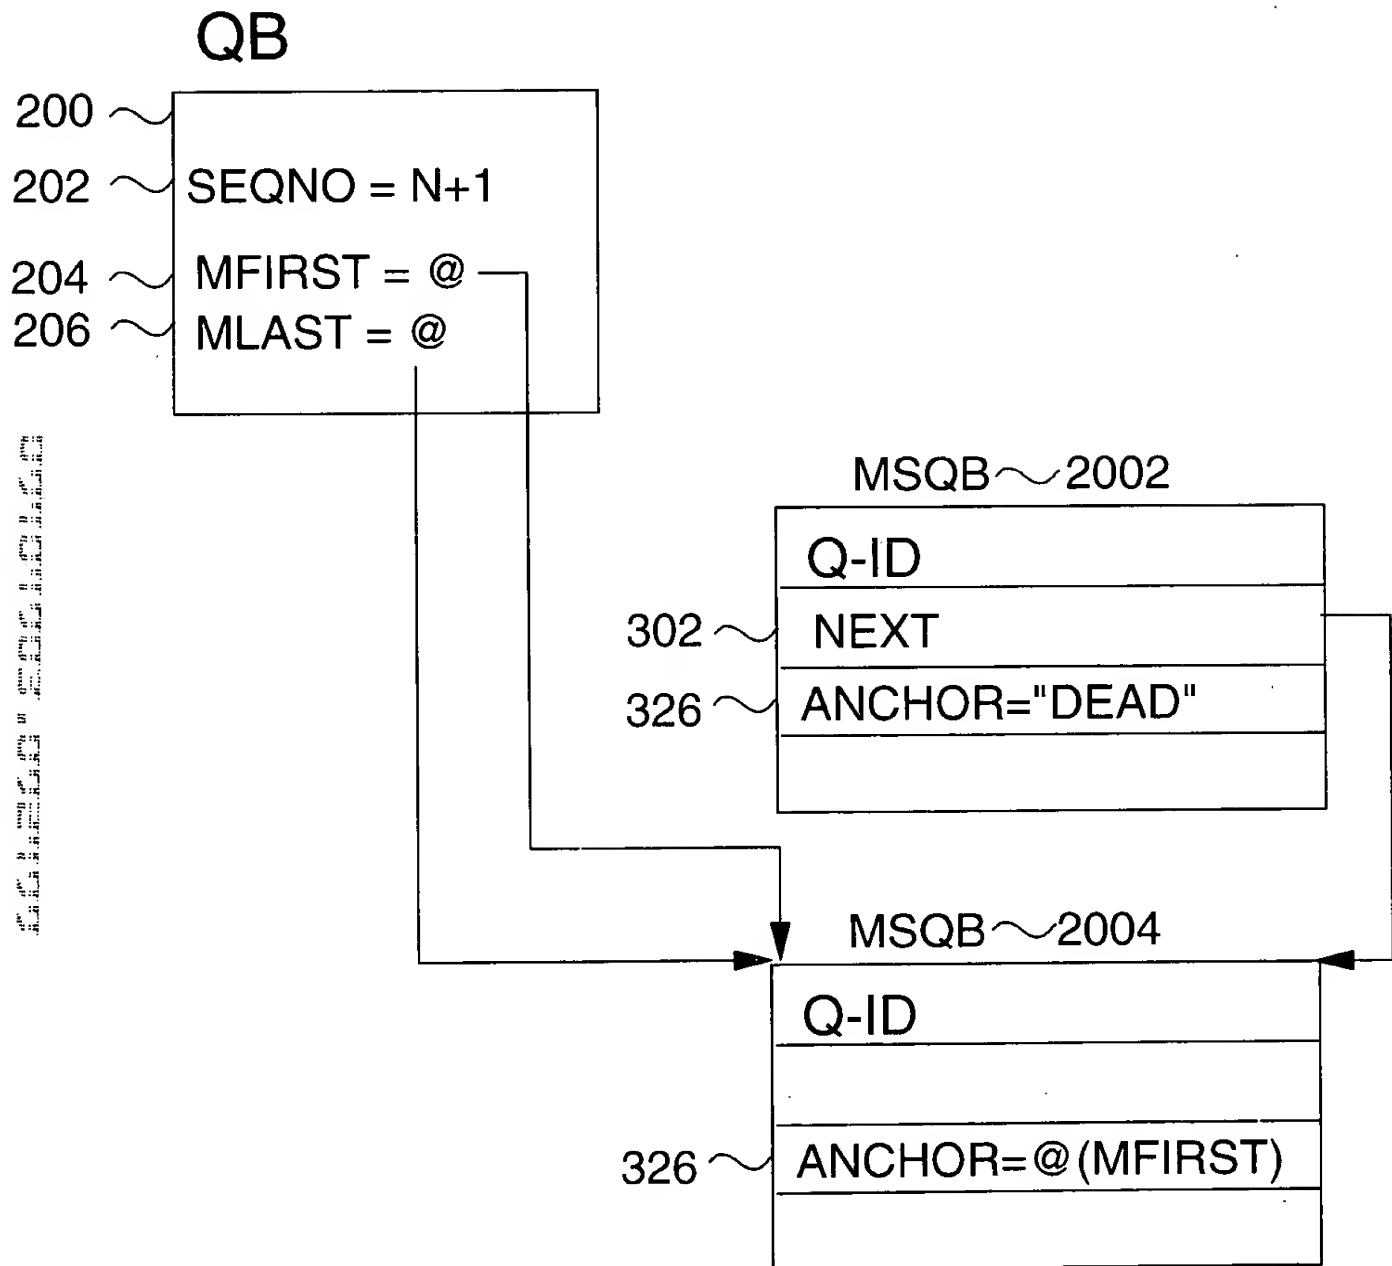 QB
200
202 SEQNO = N+1
204 MFIRST = @
206 MLAST = @
MSQB 2002
Q-ID
302 NEXT
326 ANCHOR="DEAD"
MSQB 2004
Q-ID
326 ANCHOR=@(MFIRST)